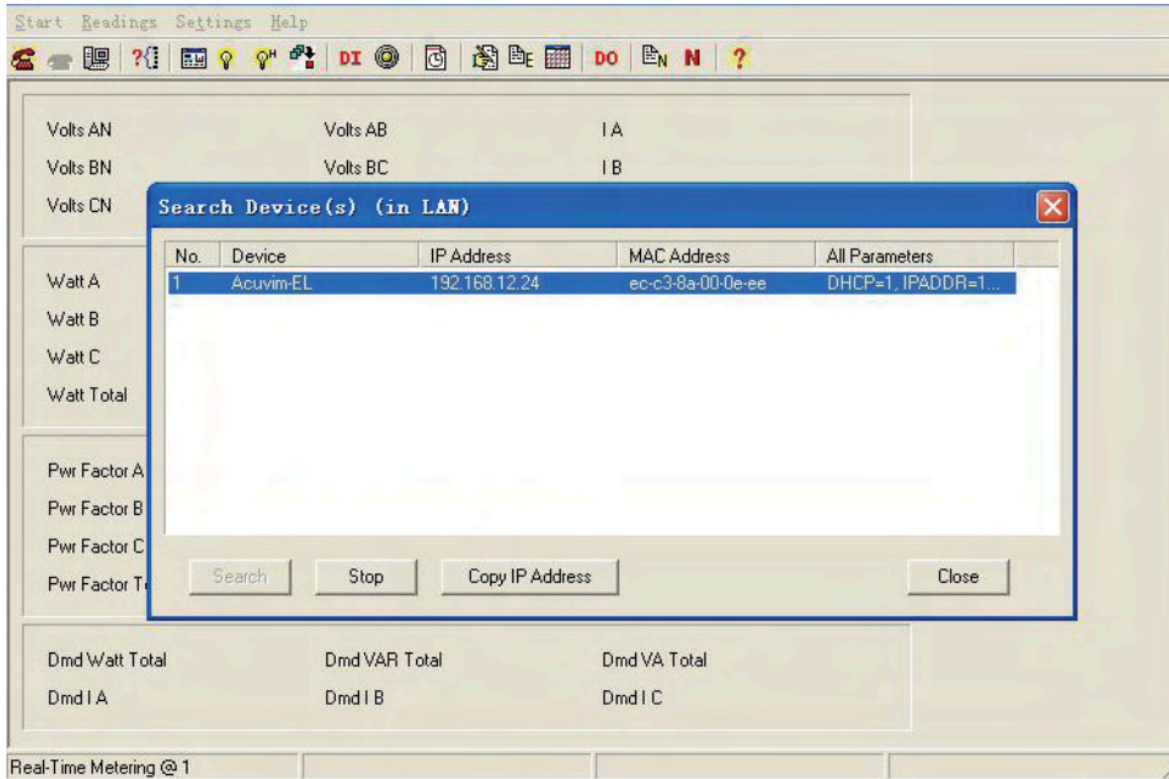 Start Readings Settings Help
?{ H DI E DO N N ?
Volts AN Volts AB I A
Volts BN Volts BC I B
Volts CN
Search Device(s) (in LAN)
No. Device IP Address MAC Address All Parameters
1 Acuvim-EL 192.168.12.24 ec-c3-8a-00-0e-ee DHCP=1, IPADDR=1...
Watt A
Watt B
Watt C
Watt Total
Pwr Factor A
Pwr Factor B
Pwr Factor C
Pwr Factor T
Search Stop Copy IP Address Close
Dmd Watt Total Dmd VAR Total Dmd VA Total
Dmd I A Dmd I B Dmd I C
Real-Time Metering @ 1